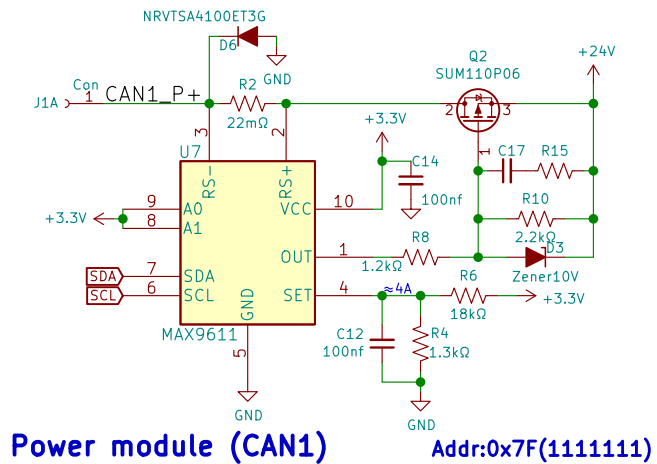 NRVTSA4100ET3G
D6
GND
Q2
SUM110P06
+24V
Con
J1A
1
CAN1_P+
R2
22mΩ
2
3
3
2
1
+3.3V
U7
RS-
RS+
C14
100nf
C17
R15
+3.3V
9
A0
8
A1
VCC
10
R10
2.2kΩ
OUT
1
R8
1.2kΩ
D3
Zener10V
SDA
7
SDA
SCL
6
SCL
SET
4
≈4A
R6
18kΩ
+3.3V
GND
MAX9611
5
C12
100nf
R4
1.3kΩ
GND
GND
Power module (CAN1)
Addr:0x7F(1111111)